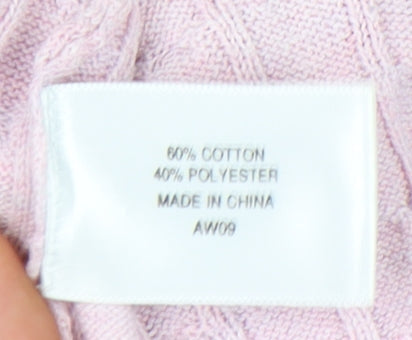 60% COTTON
40% POLYESTER
MADE IN CHINA
AW09